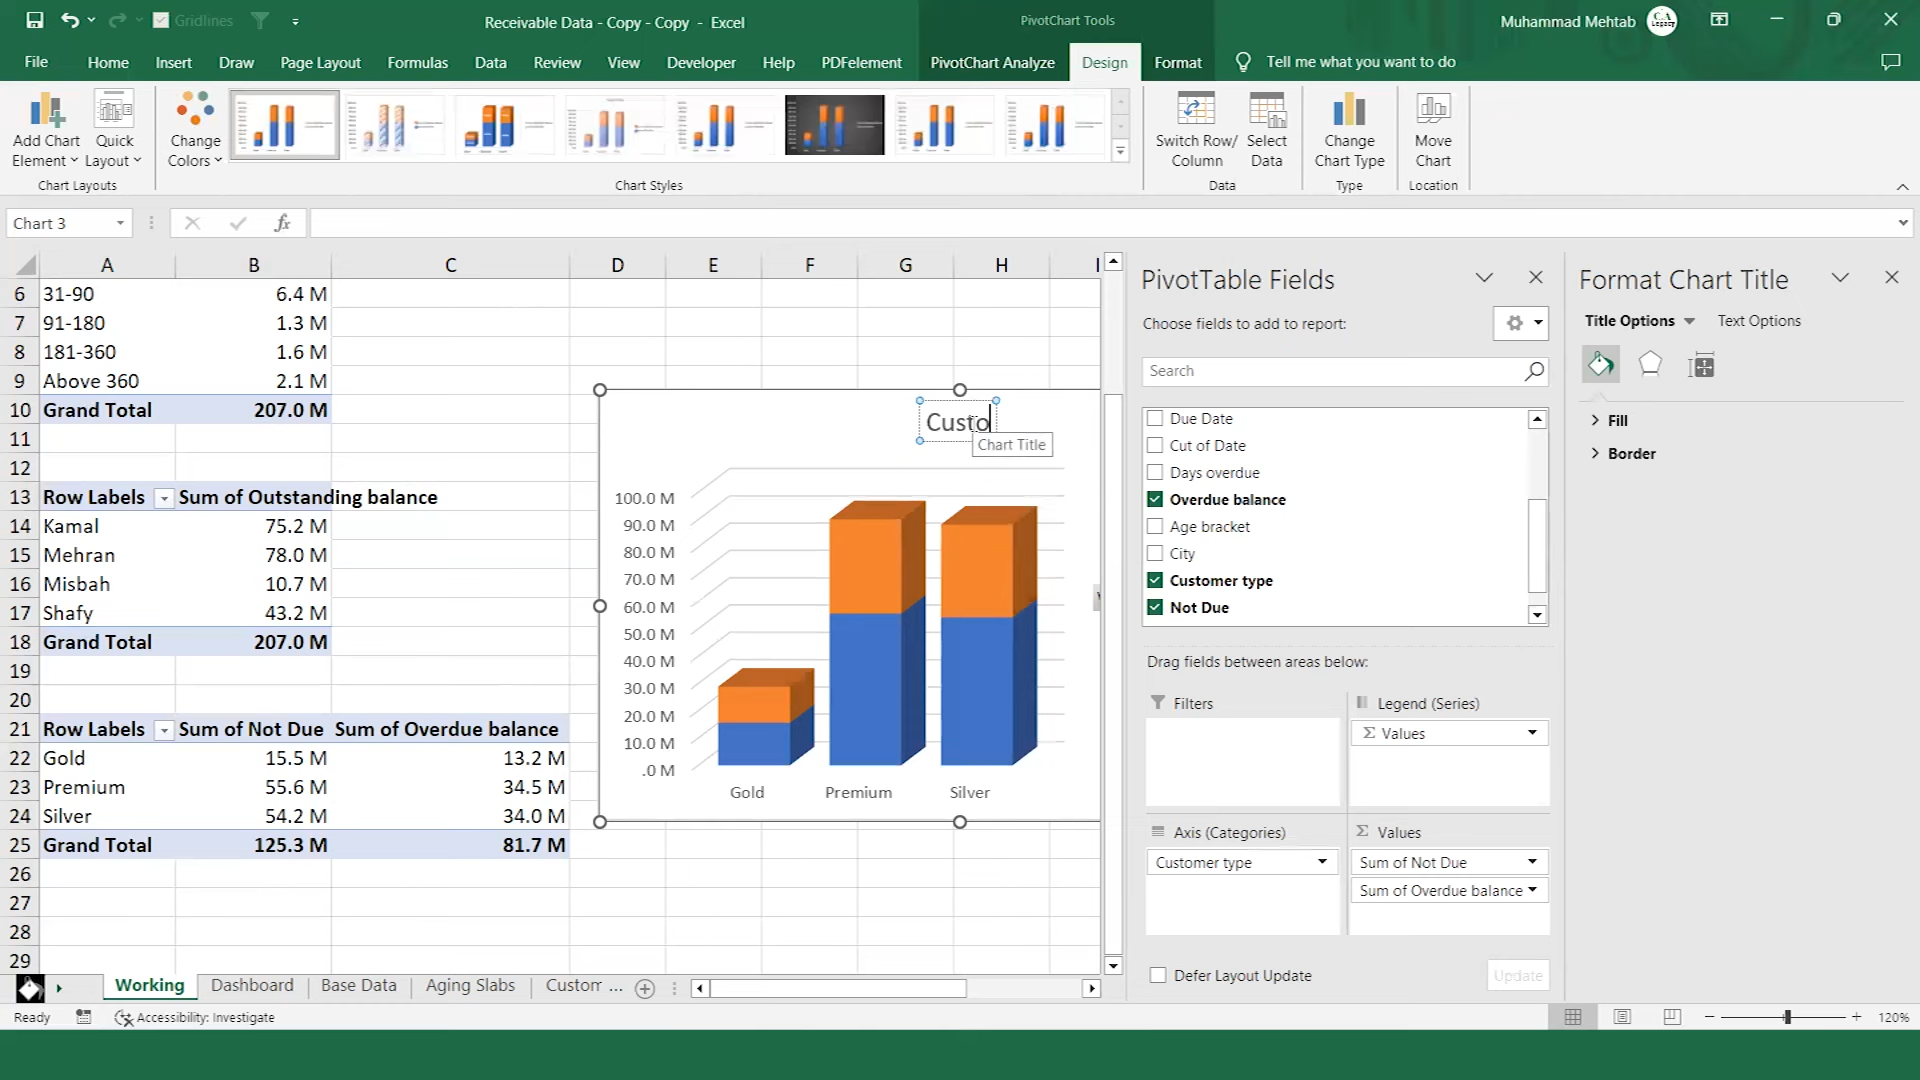 Gridlines
Receivable Data - Copy - Copy - Excel
PivotChart Tools
Muhammad Mehtab
CA
Legacy
File Home Insert Draw Page Layout Formulas Data Review View Developer Help PDFelement PivotChart Analyze Design Format Tell me what you want to do
Add Chart Element
Quick Layout
Change Colors
Switch Row/ Column
Select Data
Change Chart Type
Move Chart
Chart Layouts Chart Styles Data Type Location
Chart 3
fx
A B C D E F G H I
6 31-90 6.4 M
7 91-180 1.3 M
8 181-360 1.6 M
9 Above 360 2.1 M
10 Grand Total 207.0 M
11
12
13 Row Labels Sum of Outstanding balance
14 Kamal 75.2 M
15 Mehran 78.0 M
16 Misbah 10.7 M
17 Shafy 43.2 M
18 Grand Total 207.0 M
19
20
21 Row Labels Sum of Not Due Sum of Overdue balance
22 Gold 15.5 M 13.2 M
23 Premium 55.6 M 34.5 M
24 Silver 54.2 M 34.0 M
25 Grand Total 125.3 M 81.7 M
26
27
28
29
Custo
Chart Title
100.0 M
90.0 M
80.0 M
70.0 M
60.0 M
50.0 M
40.0 M
30.0 M
20.0 M
10.0 M
.0 M
Gold Premium Silver
PivotTable Fields
Choose fields to add to report:
Search
Due Date
Cut of Date
Days overdue
Overdue balance
Age bracket
City
Customer type
Not Due
Drag fields between areas below:
Filters
Legend (Series)
Σ Values
Axis (Categories)
Customer type
Σ Values
Sum of Not Due
Sum of Overdue balance
Defer Layout Update
Update
Format Chart Title
Title Options Text Options
Fill
Border
Working Dashboard Base Data Aging Slabs Custom ...
Ready
Accessibility: Investigate
120%